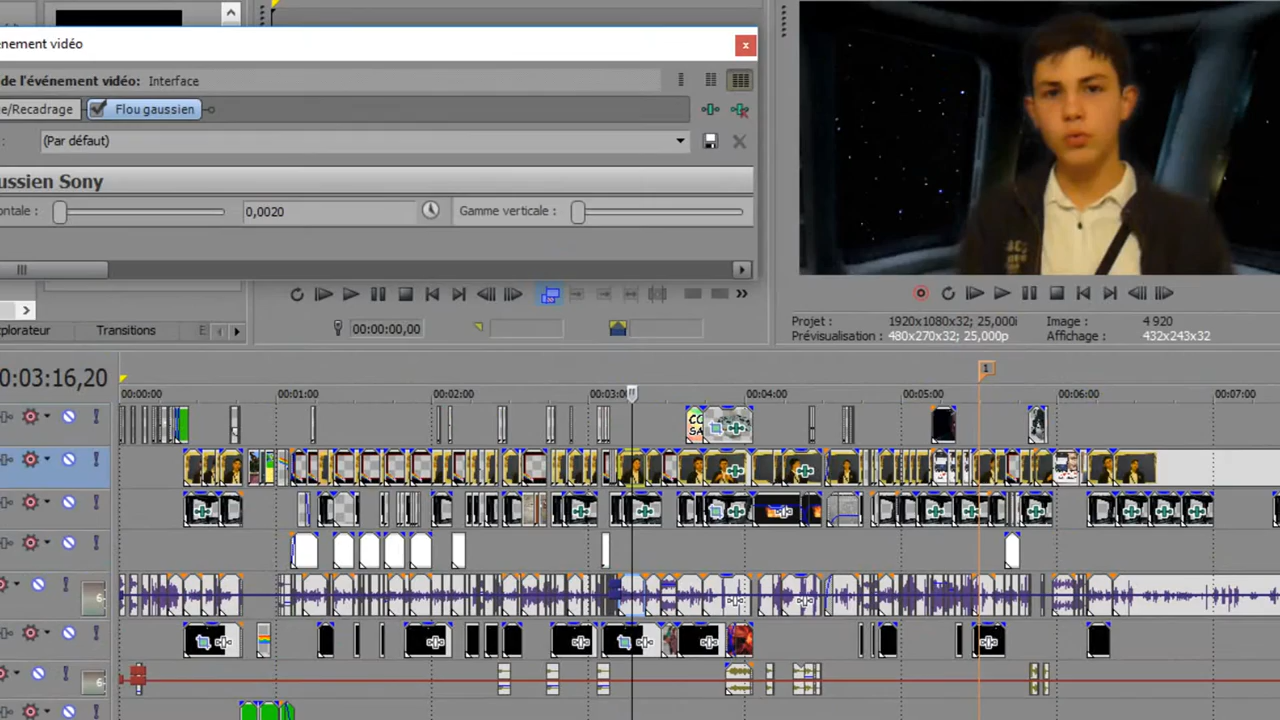 nement vidéo
x
de l'événement vidéo: Interface
e/Recadrage Flou gaussien
: (Par défaut)
ussien Sony
ontale : 0,0020 Gamme verticale :
00:00:00,00
plorateur Transitions E
Projet : 1920x1080x32; 25,000i Image : 4 920
Prévisualisation : 480x270x32; 25,000p Affichage : 432x243x32
0:03:16,20
1
00:00:00 00:01:00 00:02:00 00:04:00 00:05:00 00:06:00 00:07:00
6
6